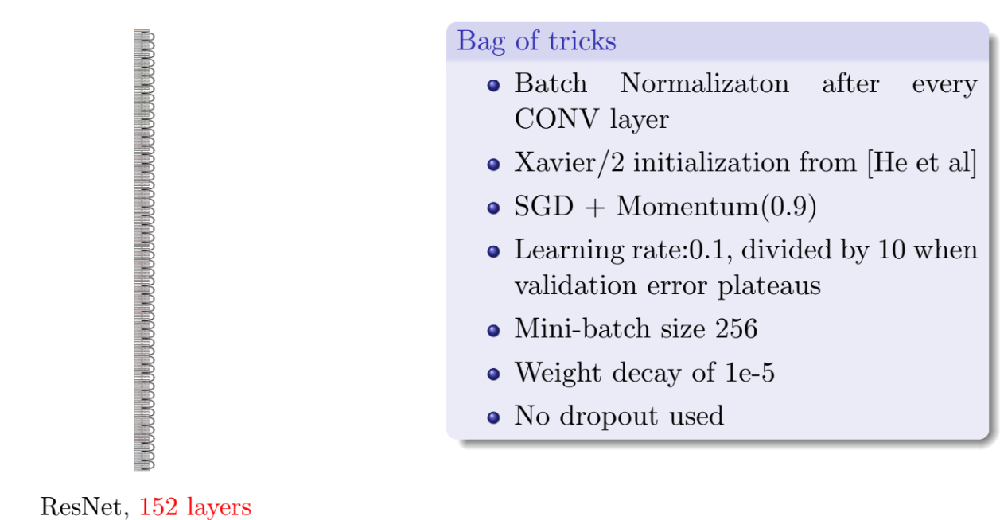 Bag of tricks
Batch Normalizaton after every
CONV layer
Xavier/2 initialization from [He et al]
SGD + Momentum(0.9)
Learning rate:0.1, divided by 10 when
validation error plateaus
Mini-batch size 256
Weight decay of 1e-5
No dropout used
ResNet, 152 layers